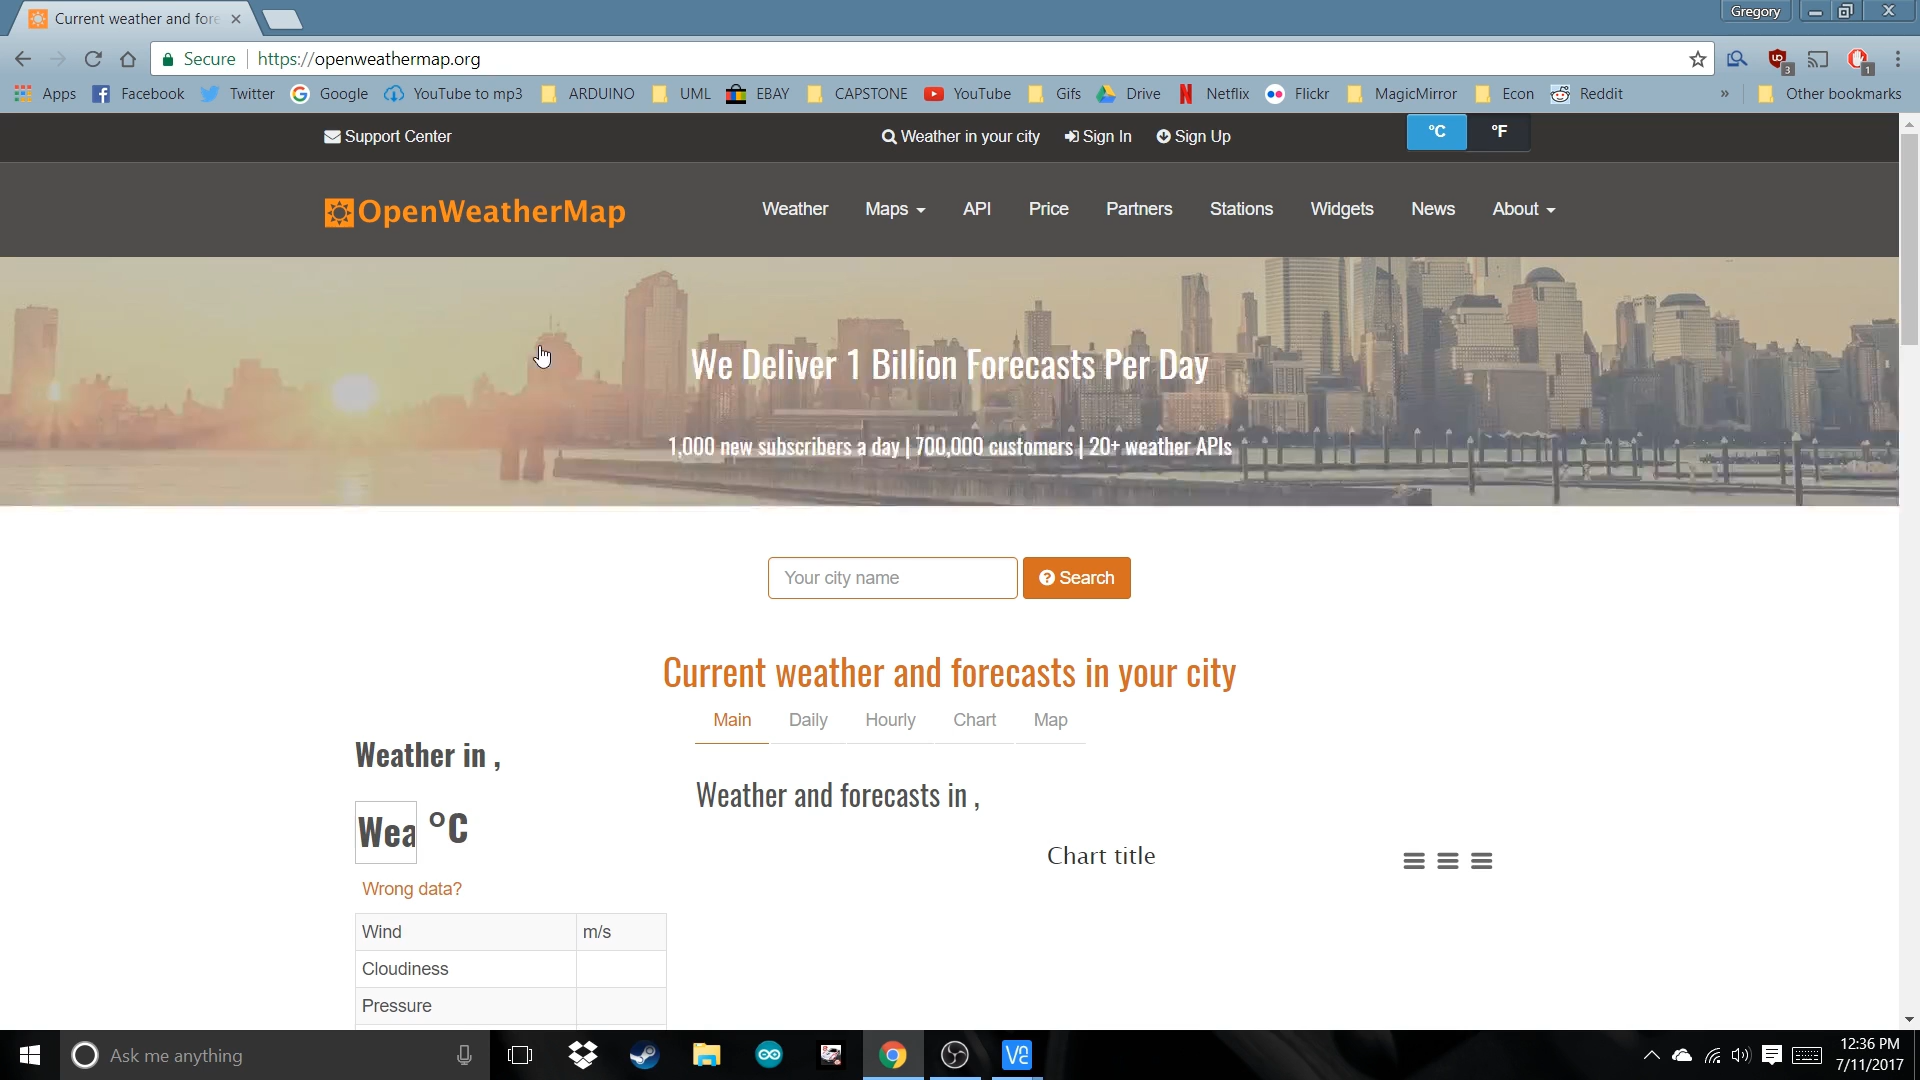 Current weather and fore
Gregory
Secure
https://openweathermap.org
3
1
Apps
Facebook
Twitter
Google
YouTube to mp3
ARDUINO
UML
EBAY
CAPSTONE
YouTube
Gifs
Drive
Netflix
Flickr
MagicMirror
Econ
Reddit
»
Other bookmarks
Support Center
Weather in your city
Sign In
Sign Up
°C
°F
OpenWeatherMap
Weather
Maps
API
Price
Partners
Stations
Widgets
News
About
We Deliver 1 Billion Forecasts Per Day
1,000 new subscribers a day | 700,000 customers | 20+ weather APIs
Your city name
Search
Current weather and forecasts in your city
Main
Daily
Hourly
Chart
Map
Weather in ,
Weather and forecasts in ,
Wea
°C
Chart title
Wrong data?
Wind
m/s
Cloudiness
Pressure
Ask me anything
12:36 PM
7/11/2017